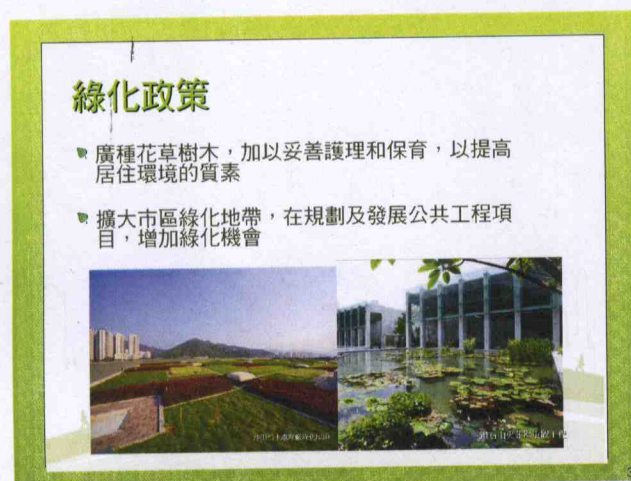 綠化政策
廣種花草樹木，加以妥善護理和保育，以提高
居住環境的質素
擴大市區綠化地帶，在規劃及發展公共工程項
目，增加綠化機會